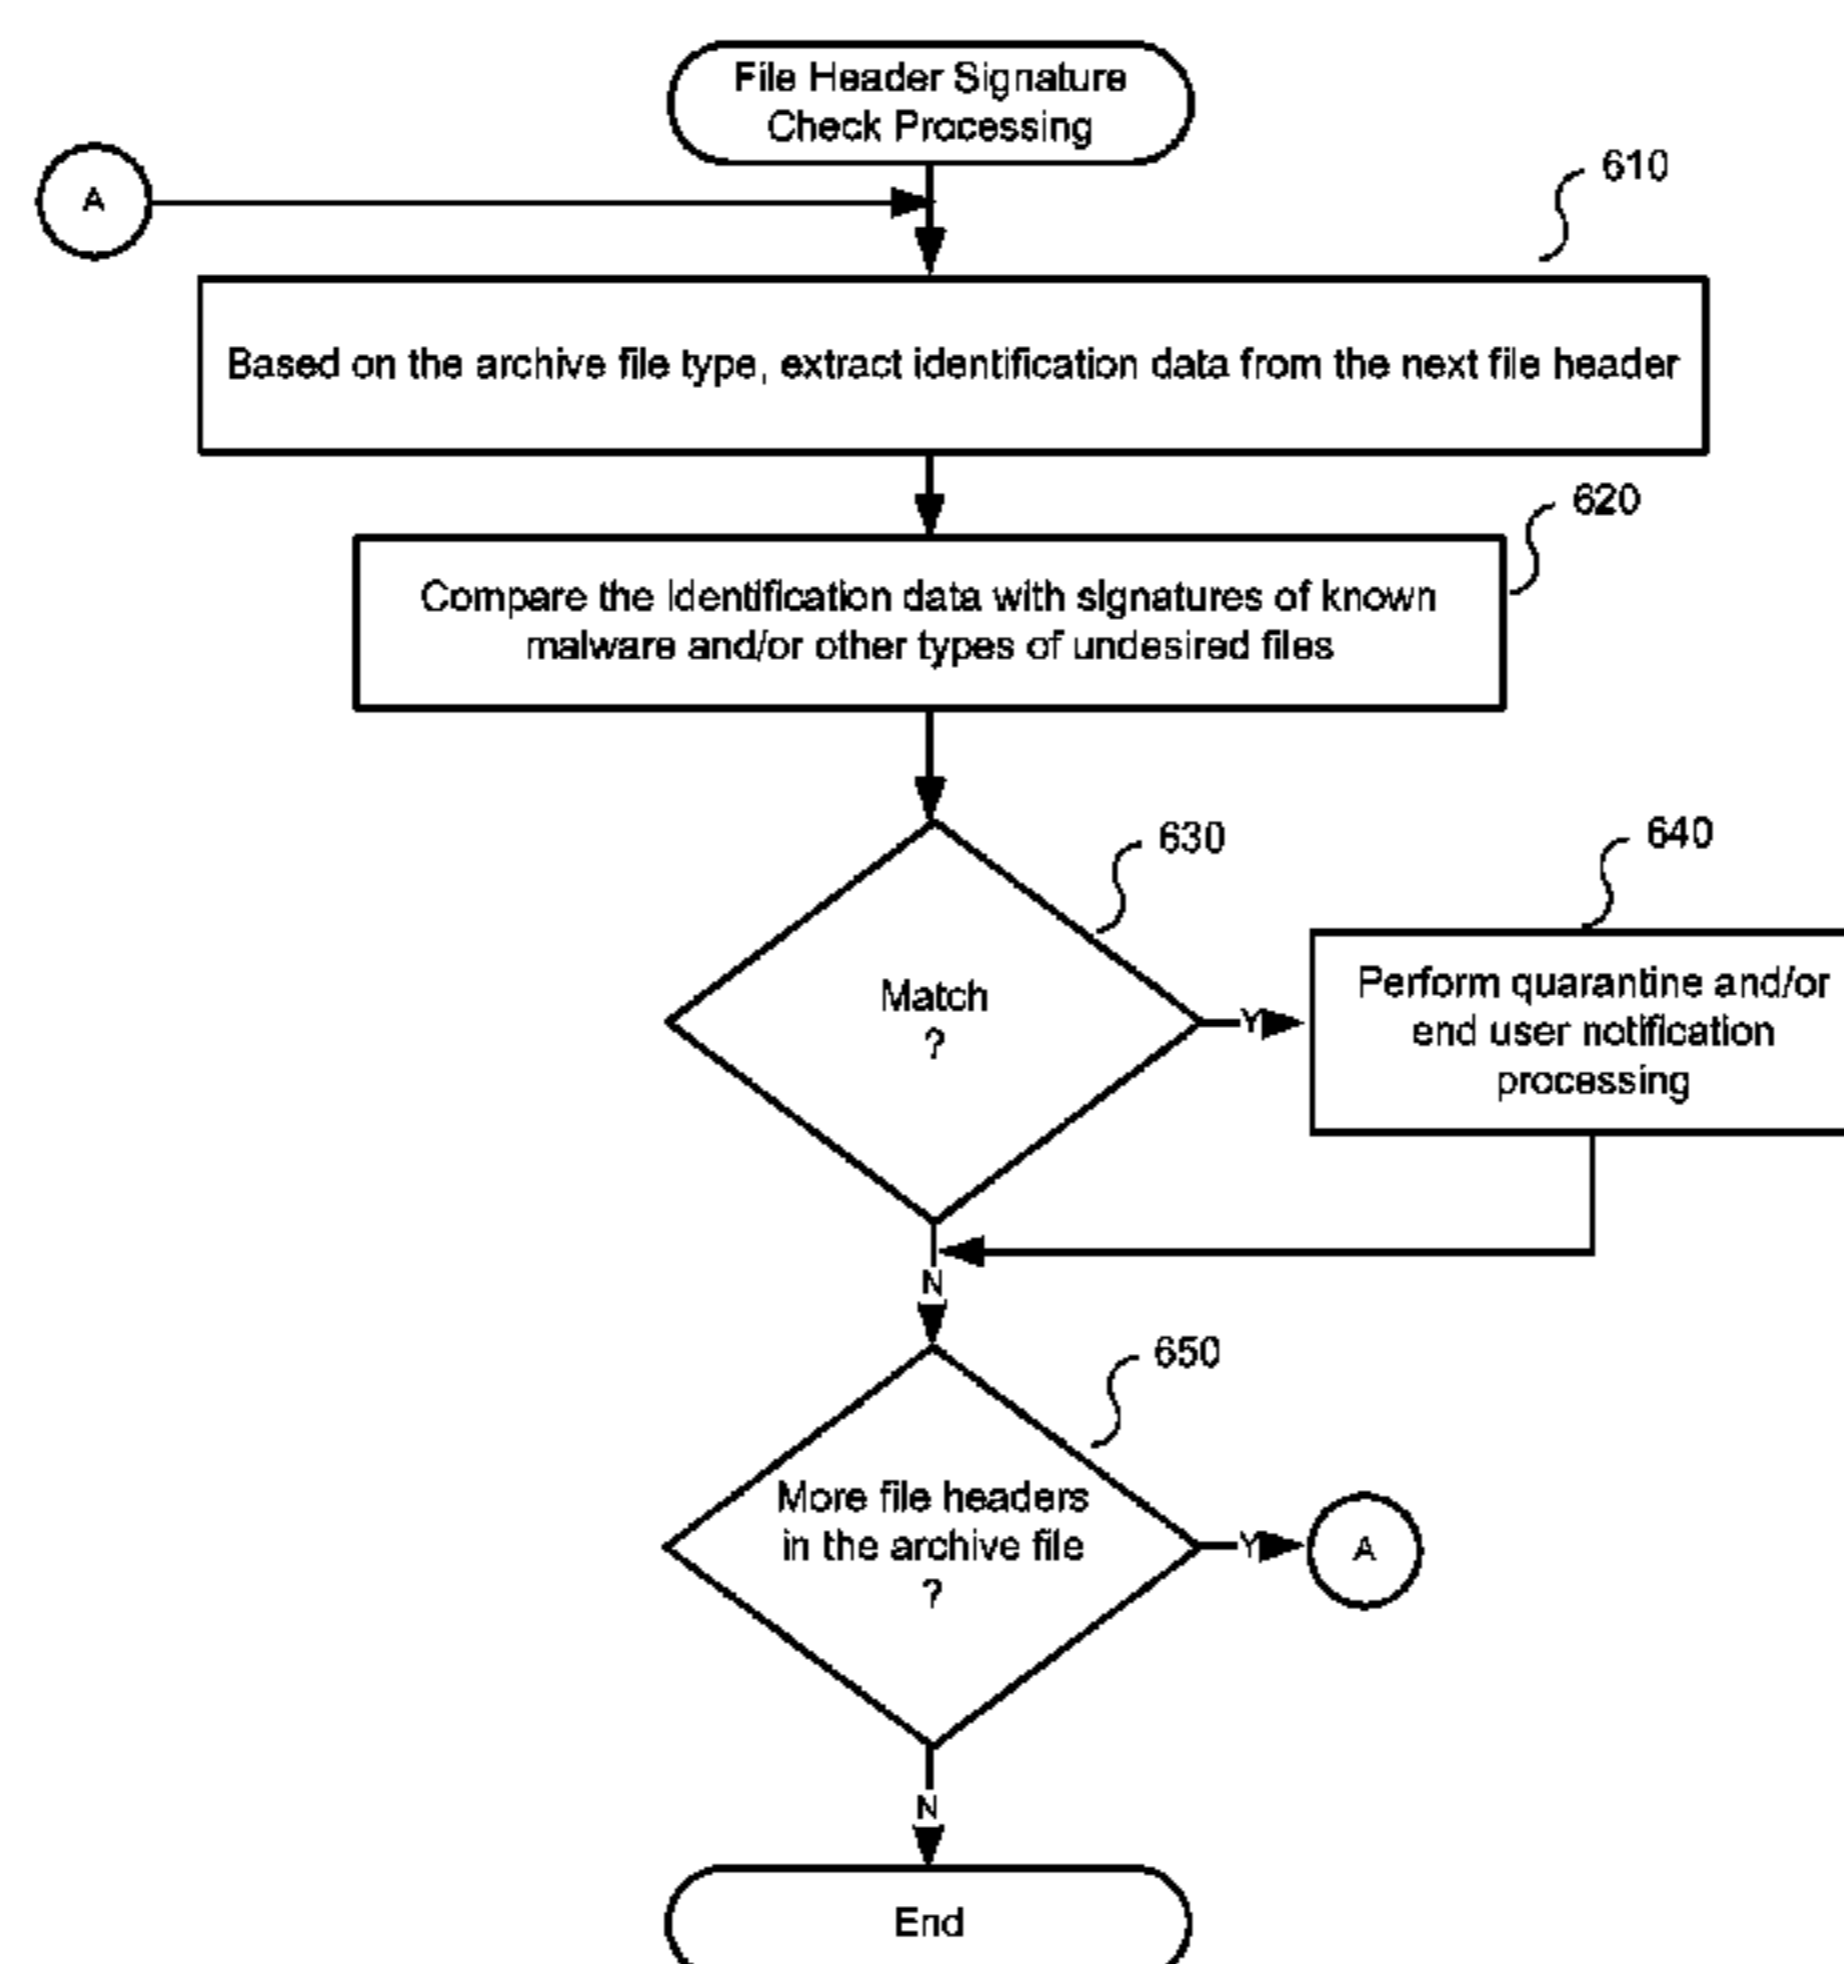 File Header Signature
Check Processing
A
610
Based on the archive file type, extract identification data from the next file header
620
Compare the identification data with signatures of known
malware and/or other types of undesired files
630
640
Match
?
Y
Perform quarantine and/or
end user notification
processing
N
650
More file headers
in the archive file
?
Y
A
N
End